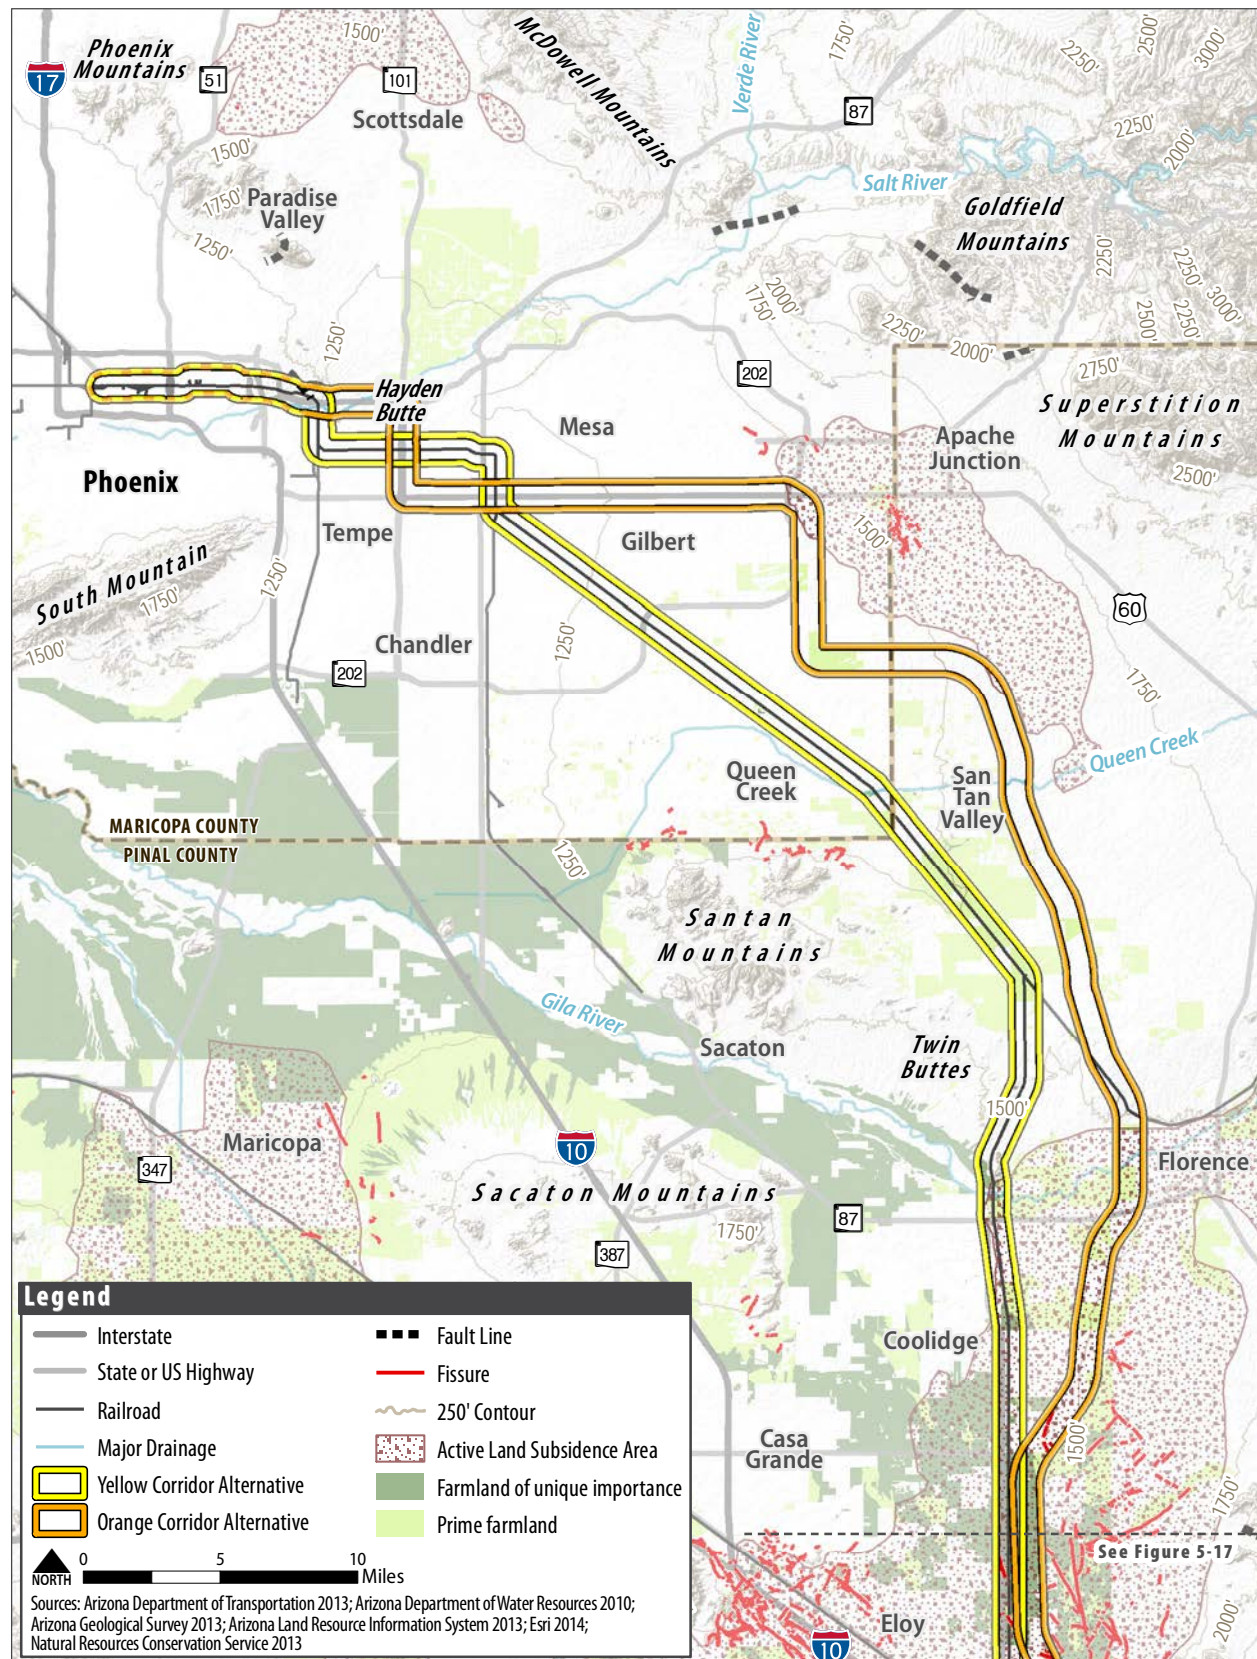 Phoenix
Mountains
17
51
1500'
101
Scottsdale
McDowell Mountains
Verde River
1750'
87
2250'
2500'
3000'
2250'
2000'
1500'
1750'
Paradise
Valley
1250'
Salt River
Goldfield
Mountains
2250'
2250'
3000'
2500'
2250'
2000'
1750'
2250'
2000'
2750'
1250'
Hayden
Butte
202
Mesa
Superstition
Mountains
Apache
Junction
2500'
Phoenix
Tempe
Gilbert
1500'
South Mountain
1750'
1500'
1250'
60
Chandler
1250'
202
1750'
Queen Creek
Queen
Creek
San
Tan
Valley
MARICOPA COUNTY
PINAL COUNTY
1250'
Santan
Mountains
Gila River
Sacaton
Twin
Buttes
1500'
Maricopa
347
10
Florence
Sacaton Mountains
87
1750'
387
Coolidge
Casa
Grande
1500'
1750'
See Figure 5-17
Eloy
10
2000'
Legend
Interstate
State or US Highway
Railroad
Major Drainage
Yellow Corridor Alternative
Orange Corridor Alternative
Fault Line
Fissure
250' Contour
Active Land Subsidence Area
Farmland of unique importance
Prime farmland
NORTH
0 5 10
Miles
Sources: Arizona Department of Transportation 2013; Arizona Department of Water Resources 2010;
Arizona Geological Survey 2013; Arizona Land Resource Information System 2013; Esri 2014;
Natural Resources Conservation Service 2013